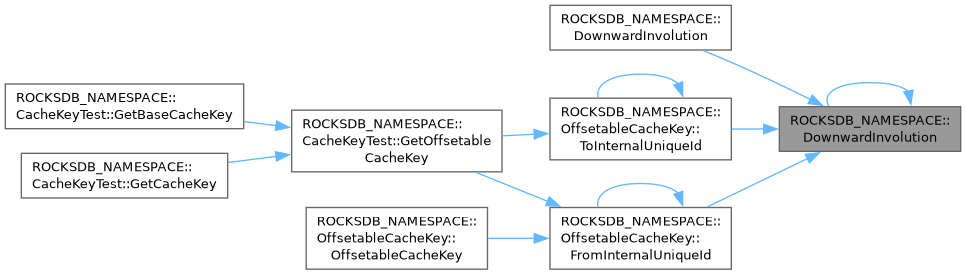 ROCKSDB_NAMESPACE::
DownwardInvolution
ROCKSDB_NAMESPACE::
CacheKeyTest::GetBaseCacheKey
ROCKSDB_NAMESPACE::
CacheKeyTest::GetOffsetable
CacheKey
ROCKSDB_NAMESPACE::
OffsetableCacheKey::
ToInternalUniqueId
ROCKSDB_NAMESPACE::
DownwardInvolution
ROCKSDB_NAMESPACE::
CacheKeyTest::GetCacheKey
ROCKSDB_NAMESPACE::
OffsetableCacheKey::
OffsetableCacheKey
ROCKSDB_NAMESPACE::
OffsetableCacheKey::
FromInternalUniqueId